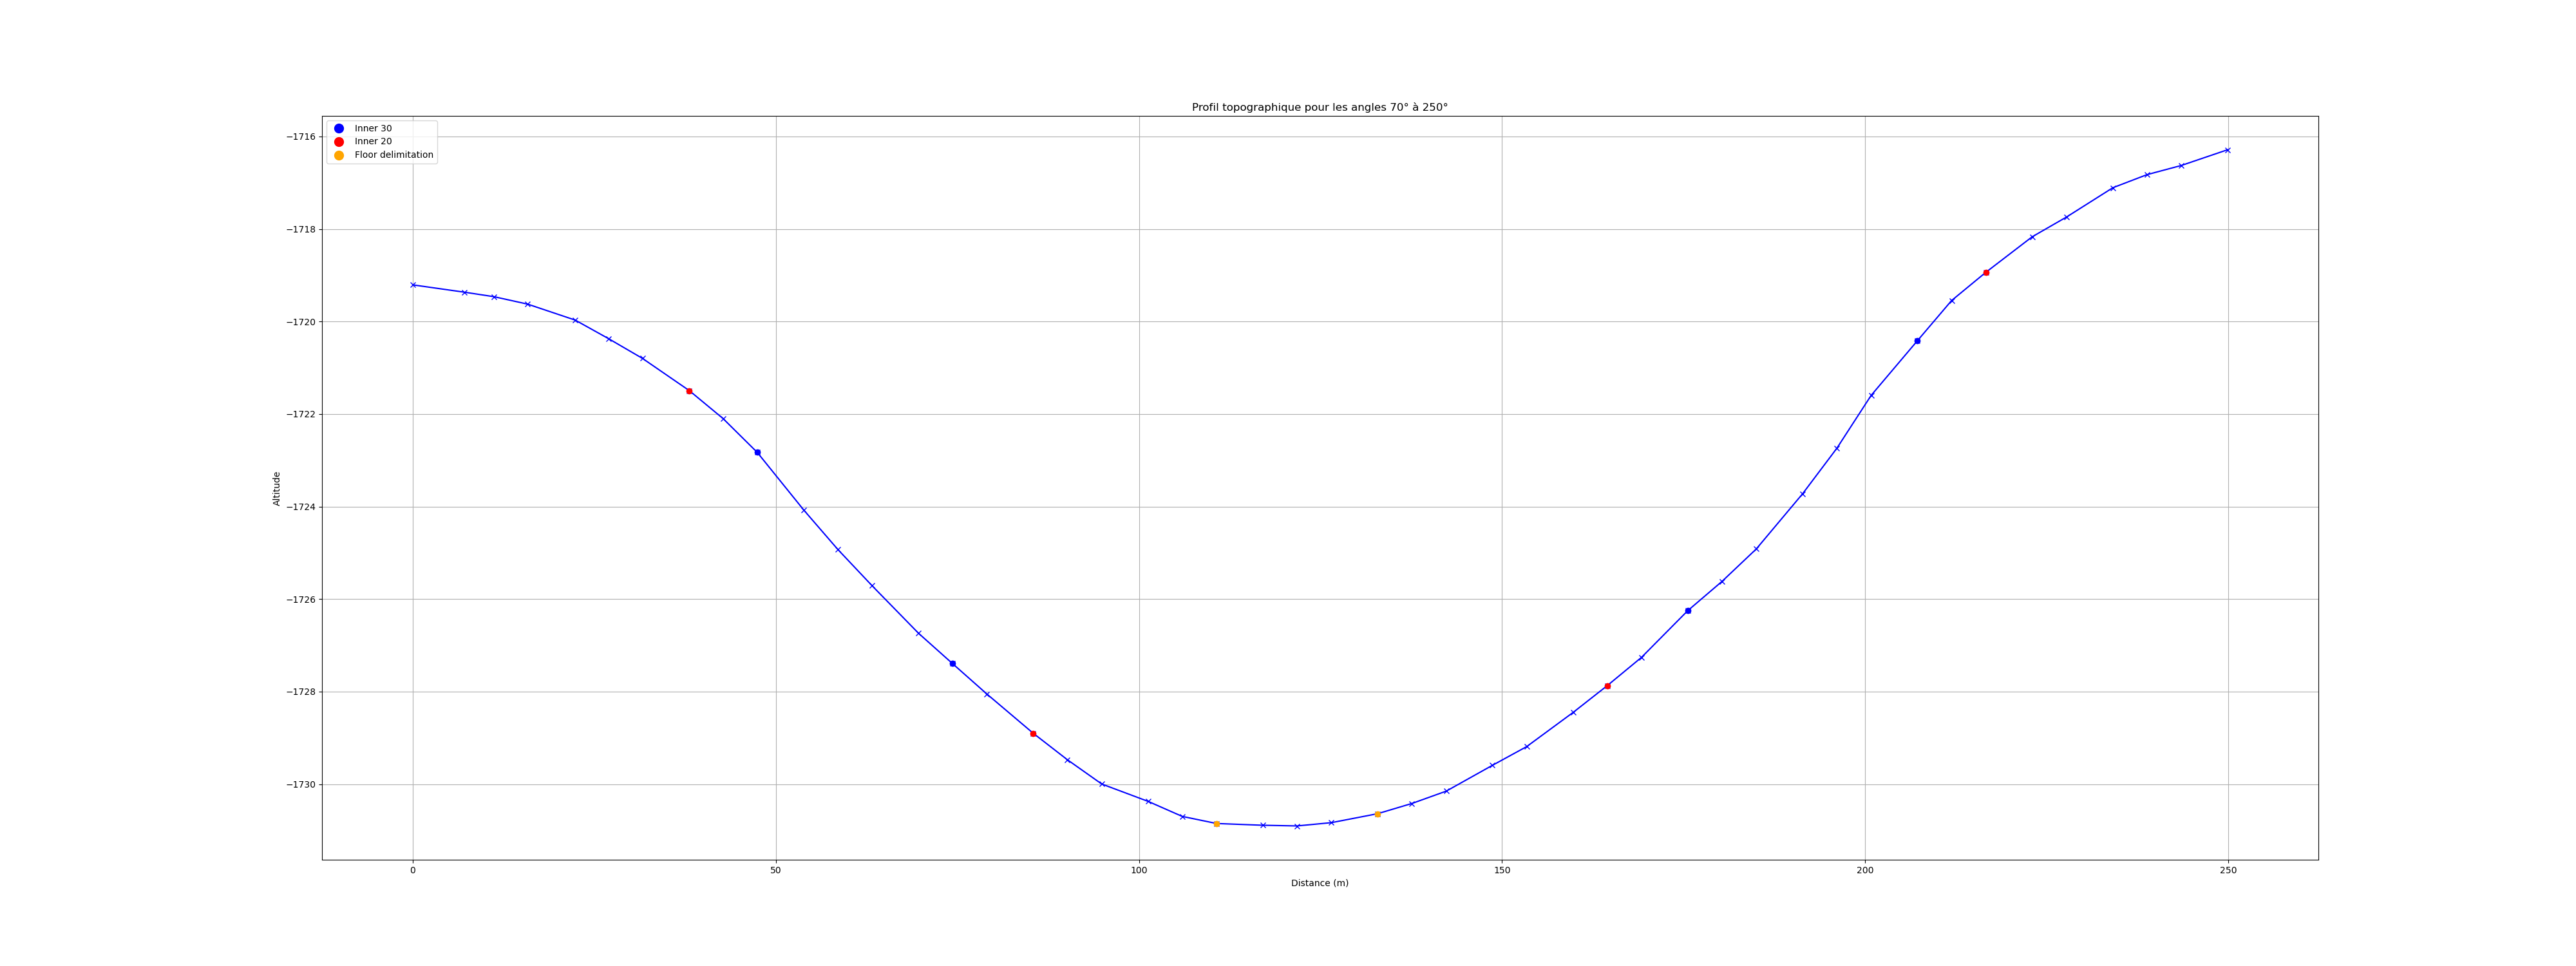 Profil topographique pour les angles 70° à 250°
Inner 30
Inner 20
Floor delimitation
−1716
−1718
−1720
−1722
−1724
−1726
−1728
−1730
Altitude
0 50 100 150 200 250
Distance (m)